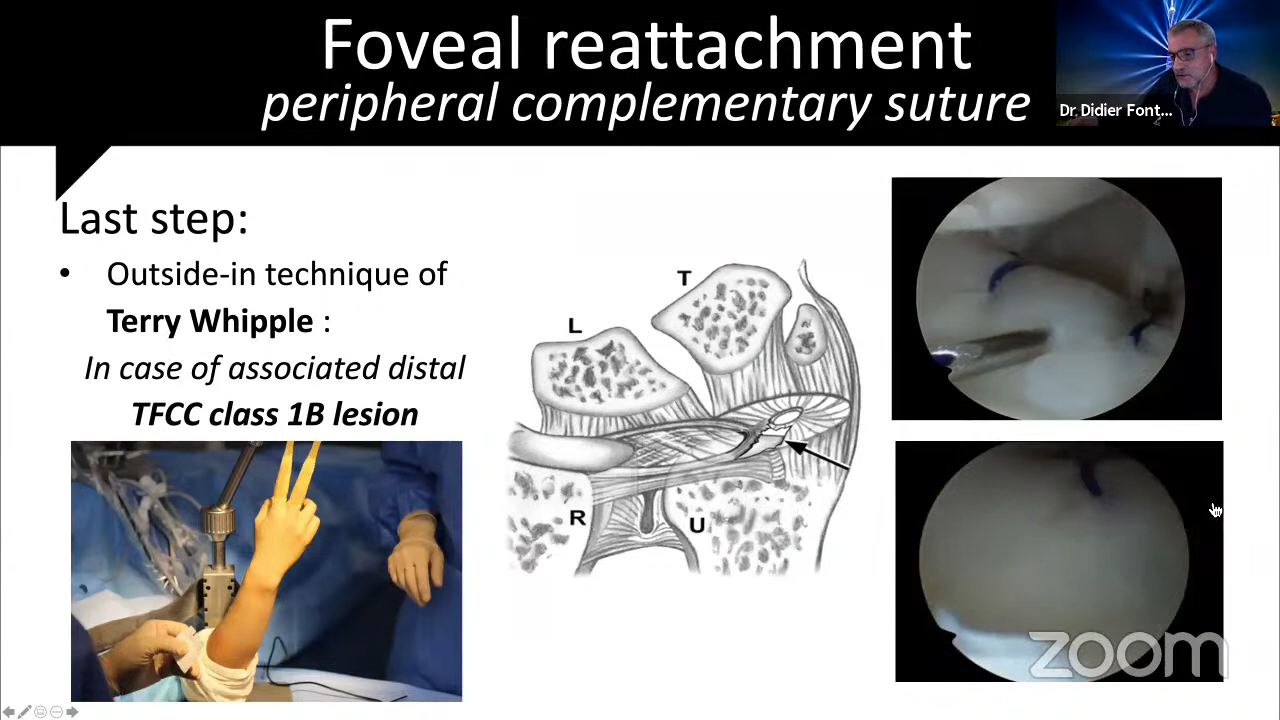 Foveal reattachment
peripheral complementary suture
Dr Didier Font...
Last step:
• Outside-in technique of
Terry Whipple :
In case of associated distal
TFCC class 1B lesion
T
L
R
U
zoom